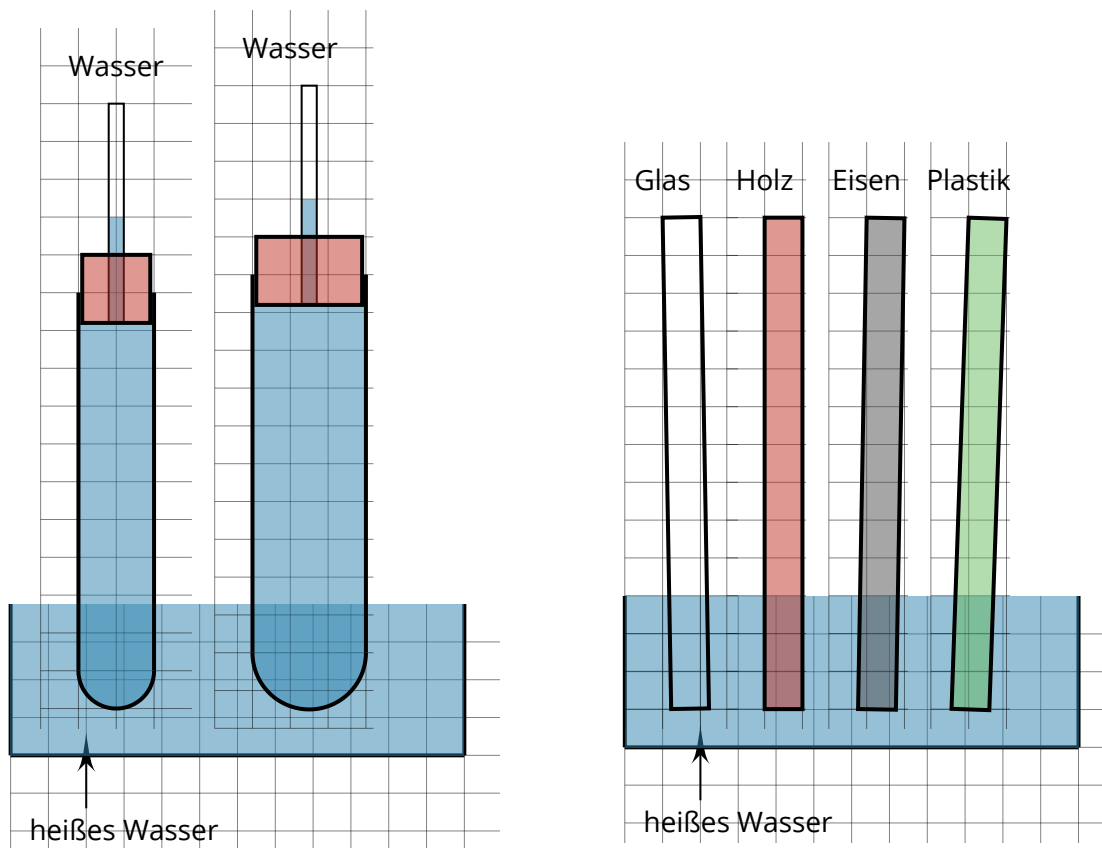 Wasser
Wasser
heißes Wasser
Glas
Holz
Eisen
Plastik
heißes Wasser